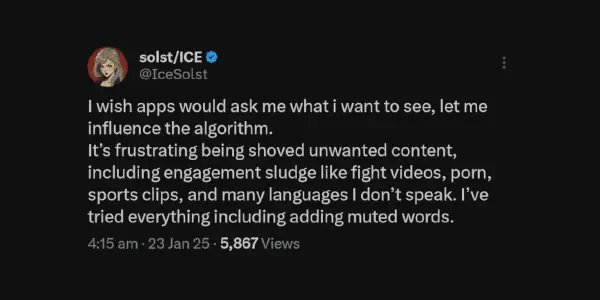 solst/ICE
@IceSolst
I wish apps would ask me what i want to see, let me
influence the algorithm.
It’s frustrating being shoved unwanted content,
including engagement sludge like fight videos, porn,
sports clips, and many languages I don’t speak. I’ve
tried everything including adding muted words.
4:15 am · 23 Jan 25 · 5,867 Views